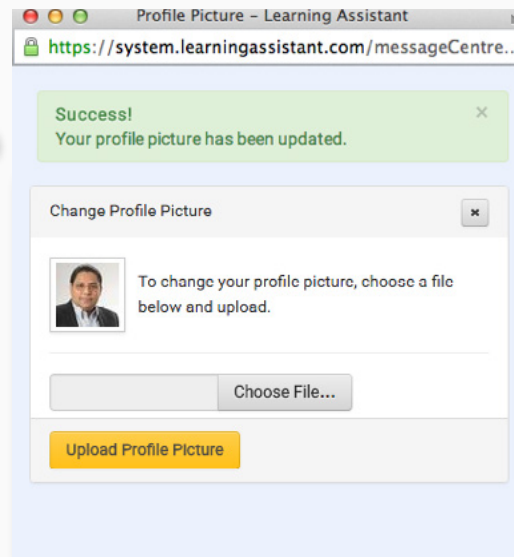 Profile Picture – Learning Assistant
https://system.learningassistant.com/messageCentre...
Success!
×
Your profile picture has been updated.
Change Profile Picture
×
To change your profile picture, choose a file
below and upload.
Choose File...
Upload Profile Picture